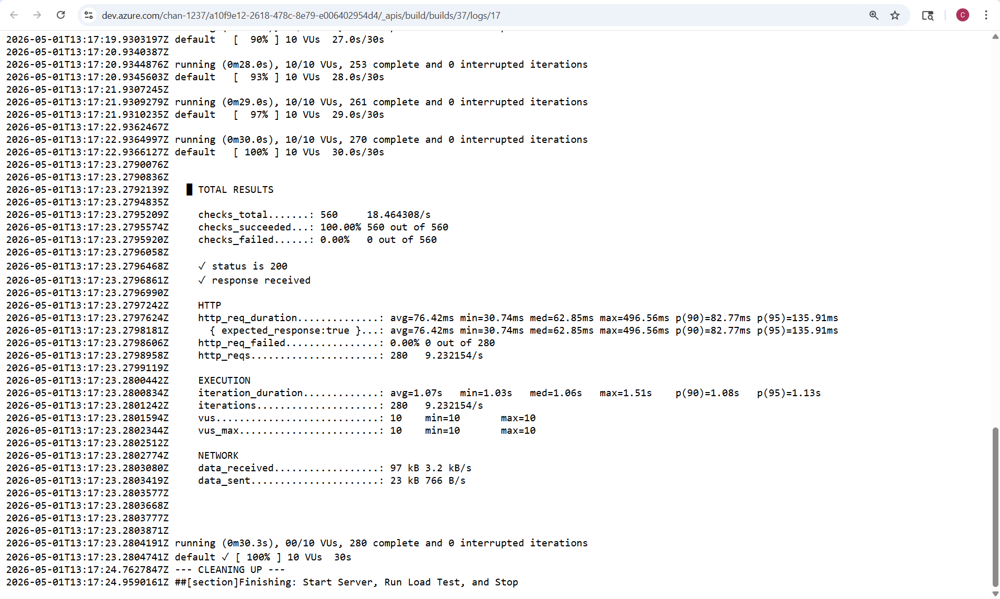 dev.azure.com/chan-1237/a10f9e12-2618-478c-8e79-e006402954d4/_apis/build/builds/37/logs/17
C
2026-05-01T13:17:19.9303197Z default   [  90% ] 10 VUs  27.0s/30s
2026-05-01T13:17:20.9340387Z
2026-05-01T13:17:20.9344876Z running (0m28.0s), 10/10 VUs, 253 complete and 0 interrupted iterations
2026-05-01T13:17:20.9345603Z default   [  93% ] 10 VUs  28.0s/30s
2026-05-01T13:17:21.9307245Z
2026-05-01T13:17:21.9309279Z running (0m29.0s), 10/10 VUs, 261 complete and 0 interrupted iterations
2026-05-01T13:17:21.9310235Z default   [  97% ] 10 VUs  29.0s/30s
2026-05-01T13:17:22.9362467Z
2026-05-01T13:17:22.9364997Z running (0m30.0s), 10/10 VUs, 270 complete and 0 interrupted iterations
2026-05-01T13:17:22.9366127Z default   [ 100% ] 10 VUs  30.0s/30s
2026-05-01T13:17:23.2790076Z
2026-05-01T13:17:23.2790836Z
2026-05-01T13:17:23.2792139Z   █ TOTAL RESULTS
2026-05-01T13:17:23.2794835Z
2026-05-01T13:17:23.2795209Z     checks_total.......: 560     18.464308/s
2026-05-01T13:17:23.2795574Z     checks_succeeded...: 100.00% 560 out of 560
2026-05-01T13:17:23.2795920Z     checks_failed......: 0.00%   0 out of 560
2026-05-01T13:17:23.2796058Z
2026-05-01T13:17:23.2796468Z     ✓ status is 200
2026-05-01T13:17:23.2796861Z     ✓ response received
2026-05-01T13:17:23.2796990Z
2026-05-01T13:17:23.2797242Z     HTTP
2026-05-01T13:17:23.2797624Z     http_req_duration..............: avg=76.42ms min=30.74ms med=62.85ms max=496.56ms p(90)=82.77ms p(95)=135.91ms
2026-05-01T13:17:23.2798181Z       { expected_response:true }...: avg=76.42ms min=30.74ms med=62.85ms max=496.56ms p(90)=82.77ms p(95)=135.91ms
2026-05-01T13:17:23.2798606Z     http_req_failed................: 0.00% 0 out of 280
2026-05-01T13:17:23.2798958Z     http_reqs......................: 280   9.232154/s
2026-05-01T13:17:23.2799119Z
2026-05-01T13:17:23.2800442Z     EXECUTION
2026-05-01T13:17:23.2800834Z     iteration_duration.............: avg=1.07s   min=1.03s   med=1.06s   max=1.51s    p(90)=1.08s   p(95)=1.13s
2026-05-01T13:17:23.2801242Z     iterations.....................: 280   9.232154/s
2026-05-01T13:17:23.2801594Z     vus............................: 10    min=10       max=10
2026-05-01T13:17:23.2802344Z     vus_max........................: 10    min=10       max=10
2026-05-01T13:17:23.2802512Z
2026-05-01T13:17:23.2802774Z     NETWORK
2026-05-01T13:17:23.2803080Z     data_received..................: 97 kB 3.2 kB/s
2026-05-01T13:17:23.2803419Z     data_sent......................: 23 kB 766 B/s
2026-05-01T13:17:23.2803577Z
2026-05-01T13:17:23.2803668Z
2026-05-01T13:17:23.2803777Z
2026-05-01T13:17:23.2803871Z
2026-05-01T13:17:23.2804191Z running (0m30.3s), 00/10 VUs, 280 complete and 0 interrupted iterations
2026-05-01T13:17:23.2804741Z default ✓ [ 100% ] 10 VUs  30s
2026-05-01T13:17:24.7627847Z --- CLEANING UP ---
2026-05-01T13:17:24.9590161Z ##[section]Finishing: Start Server, Run Load Test, and Stop